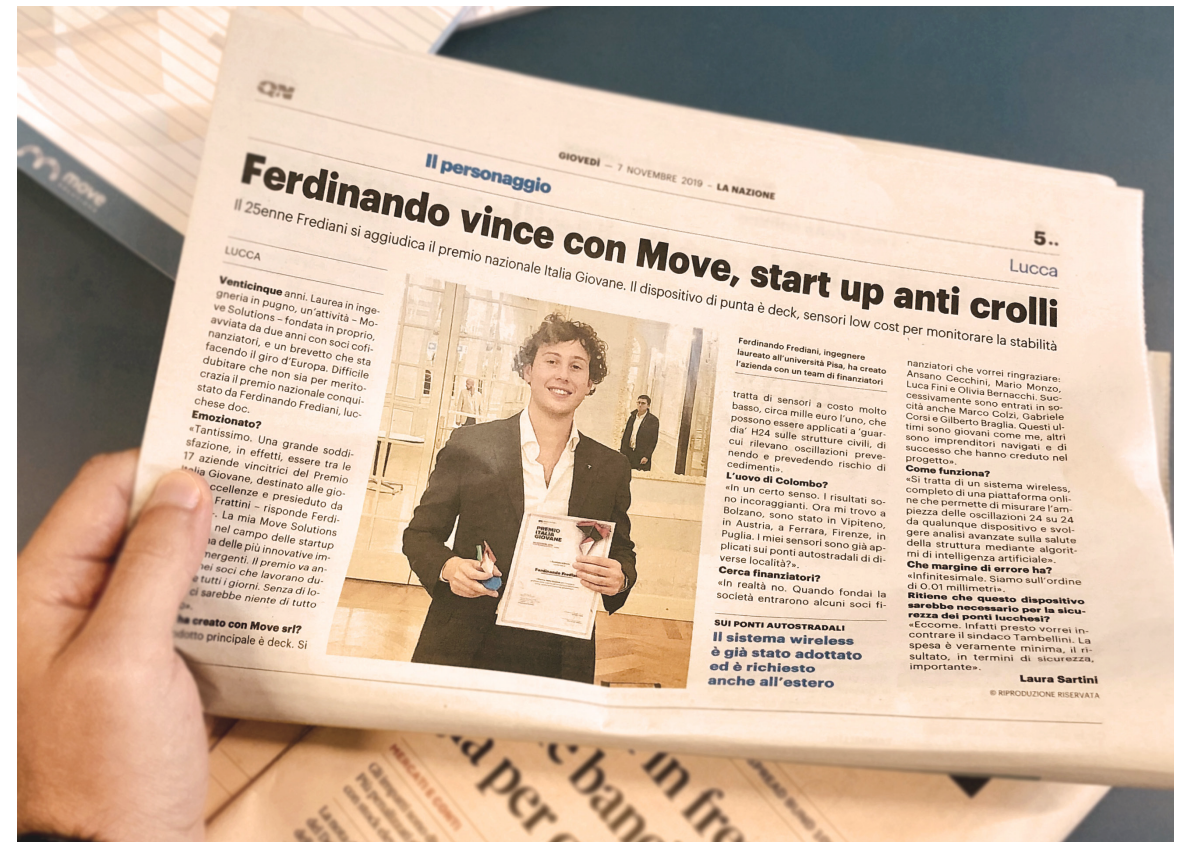 QN
move
GIOVEDÌ – 7 NOVEMBRE 2019 – LA NAZIONE
5..
Lucca
Il personaggio
Ferdinando vince con Move, start up anti crolli
Il 25enne Frediani si aggiudica il premio nazionale Italia Giovane. Il dispositivo di punta è deck, sensori low cost per monitorare la stabilità
LUCCA
Venticinque anni. Laurea in inge-
gneria in pugno, un'attività – Mo-
ve Solutions – fondata in proprio,
avviata da due anni con soci cofi-
nanziatori, e un brevetto che sta
facendo il giro d'Europa. Difficile
dubitare che non sia per merito-
crazia il premio nazionale conqui-
stato da Ferdinando Frediani, luc-
chese doc.
Emozionato?
«Tantissimo. Una grande soddi-
sfazione, in effetti, essere tra le
17 aziende vincitrici del Premio
Italia Giovane, destinato alle gio-
eccellenze e presieduto da
Frattini – risponde Ferdi-
La mia Move Solutions
nel campo delle startup
delle più innovative im-
mergenti. Il premio va an-
soci che lavorano du-
e tutti i giorni. Senza di lo-
ci sarebbe niente di tutto
ha creato con Move srl?
principale è deck. Si
PREMIO
ITALIA
GIOVANE
Ferdinando Frediani
Ferdinando Frediani, ingegnere
laureato all'università Pisa, ha creato
l'azienda con un team di finanziatori
tratta di sensori a costo molto
basso, circa mille euro l'uno, che
possono essere applicati a 'guar-
dia' H24 sulle strutture civili, di
cui rilevano oscillazioni preve-
nendo e prevedendo rischio di
cedimenti».
L'uovo di Colombo?
«In un certo senso. I risultati so-
no incoraggianti. Ora mi trovo a
Bolzano, sono stato in Vipiteno,
in Austria, a Ferrara, Firenze, in
Puglia. I miei sensori sono già ap-
plicati sui ponti autostradali di di-
verse località?».
Cerca finanziatori?
«In realtà no. Quando fondai la
società entrarono alcuni soci fi-
SUI PONTI AUTOSTRADALI
Il sistema wireless
è già stato adottato
ed è richiesto
anche all'estero
nanziatori che vorrei ringraziare:
Ansano Cecchini, Mario Monzo,
Luca Fini e Olivia Bernacchi. Suc-
cessivamente sono entrati in so-
cietà anche Marco Colzi, Gabriele
Corsi e Gilberto Braglia. Questi ul-
timi sono giovani come me, altri
sono imprenditori navigati e di
successo che hanno creduto nel
progetto».
Come funziona?
«Si tratta di un sistema wireless,
completo di una piattaforma onli-
ne che permette di misurare l'am-
piezza delle oscillazioni 24 su 24
da qualunque dispositivo e svol-
gere analisi avanzate sulla salute
della struttura mediante algorit-
mi di intelligenza artificiale».
Che margine di errore ha?
«Infinitesimale. Siamo sull'ordine
di 0.01 millimetri».
Ritiene che questo dispositivo
sarebbe necessario per la sicu-
rezza dei ponti lucchesi?
«Eccome. Infatti presto vorrei in-
contrare il sindaco Tambellini. La
spesa è veramente minima, il ri-
sultato, in termini di sicurezza,
importante».
Laura Sartini
© RIPRODUZIONE RISERVATA
MERCATI E CONTI
per
in